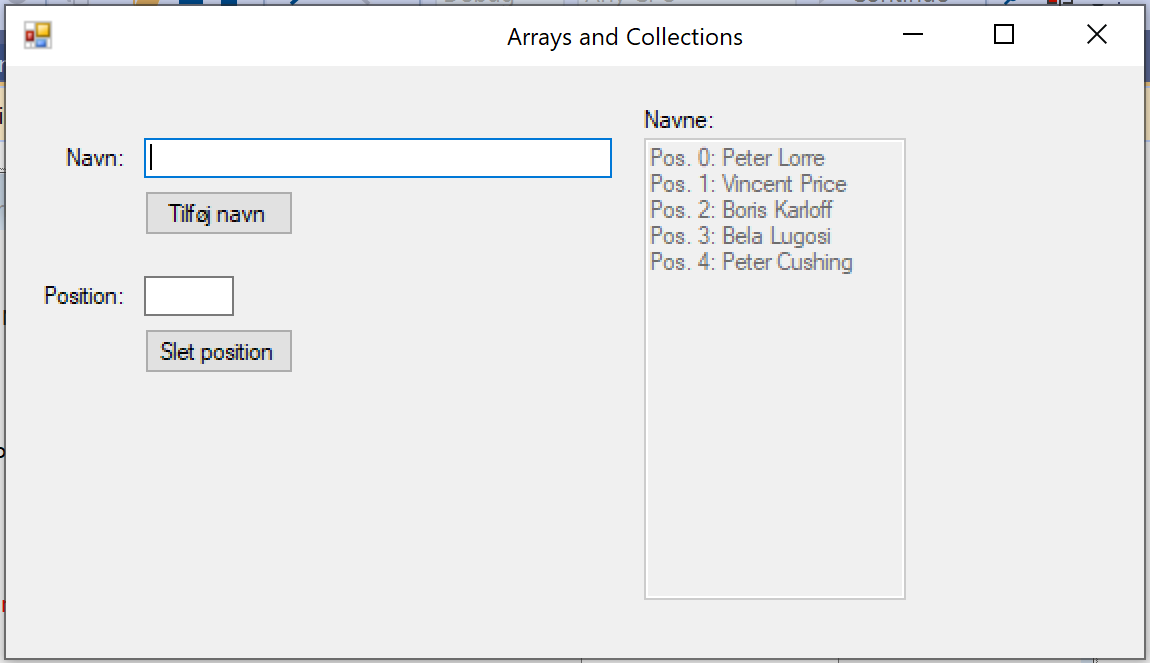 Arrays and Collections
Navn:
Tilføj navn
Position:
Slet position
Navne:
Pos. 0: Peter Lorre
Pos. 1: Vincent Price
Pos. 2: Boris Karloff
Pos. 3: Bela Lugosi
Pos. 4: Peter Cushing